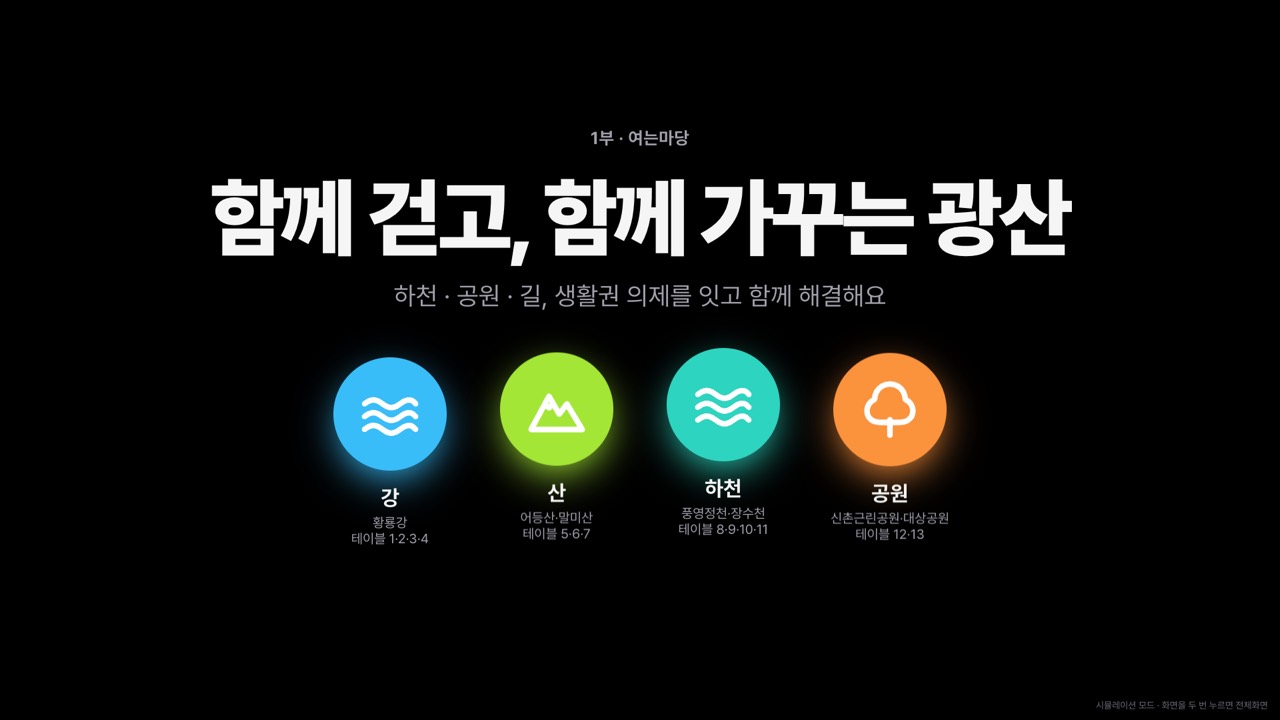 1부 · 여는마당
함께 걷고, 함께 가꾸는 광산
하천 · 공원 · 길, 생활권 의제를 잇고 함께 해결해요
강
황룡강
테이블 1·2·3·4
산
어등산·말미산
테이블 5·6·7
하천
풍영정천·장수천
테이블 8·9·10·11
공원
신촌근린공원·대상공원
테이블 12·13
시뮬레이션 모드 · 화면을 두 번 누르면 전체화면